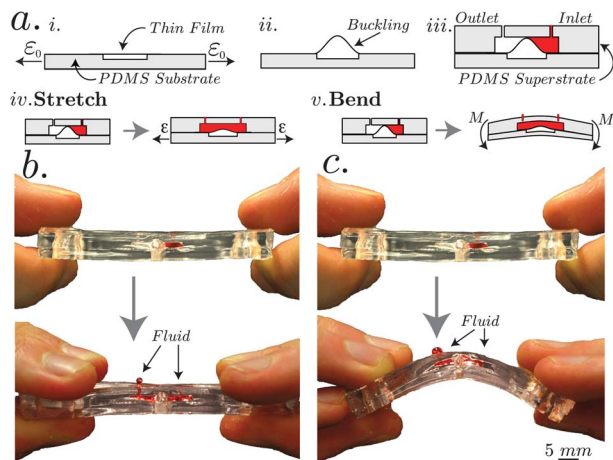 a. i. Thin Film
ε₀ ε₀
PDMS Substrate
ii. Buckling
iii. Outlet Inlet
PDMS Superstrate
iv. Stretch
ε ε
v. Bend
M M
b.
Fluid
c.
Fluid
5 mm